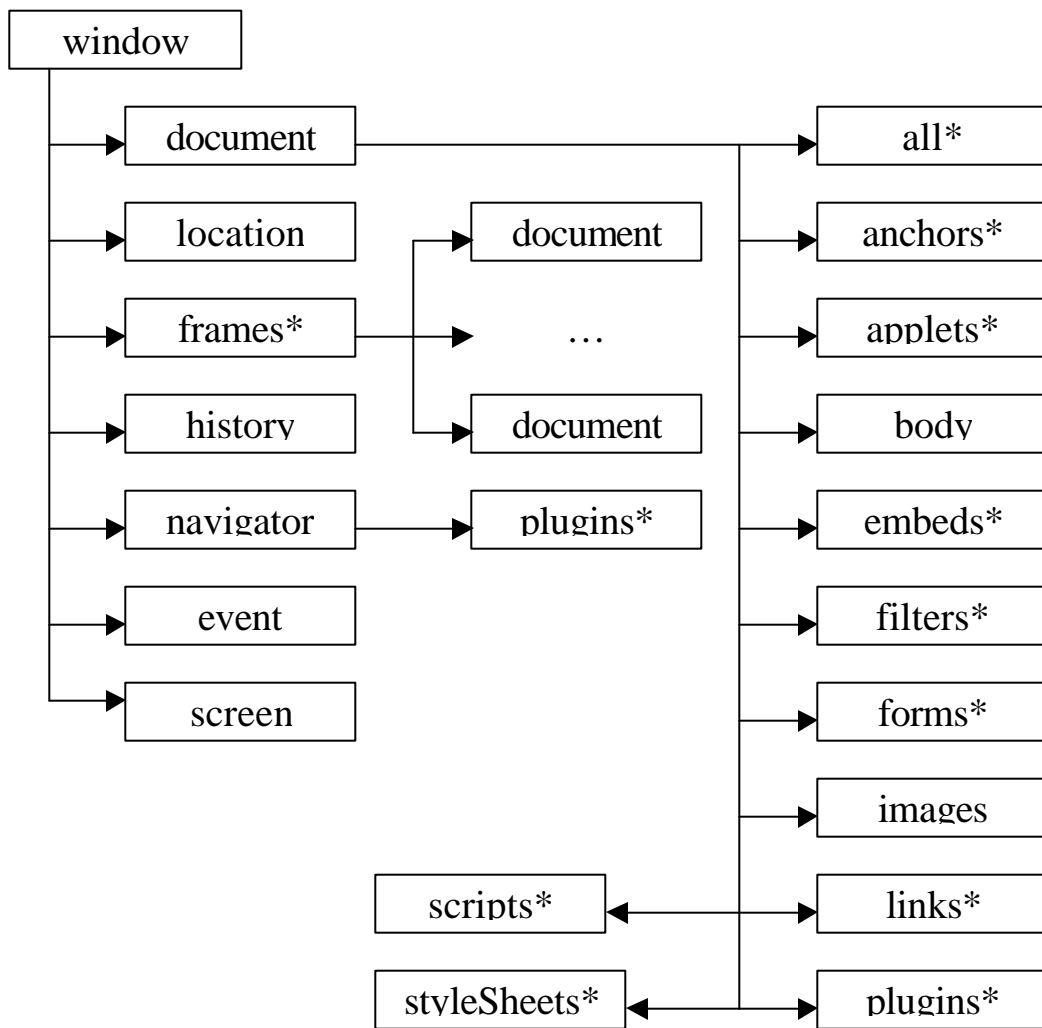 window
document
all*
location
document
anchors*
frames*
…
applets*
history
document
body
navigator
plugins*
embeds*
event
filters*
screen
forms*
images
scripts*
links*
styleSheets*
plugins*